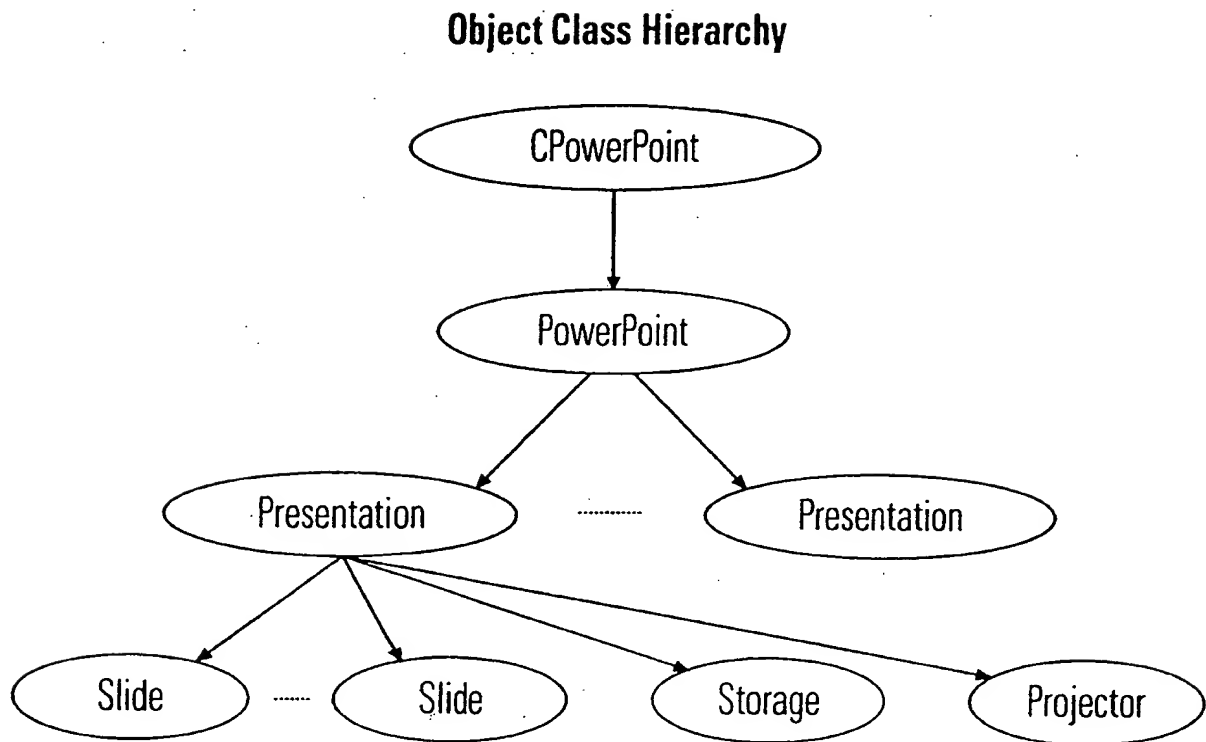 Object Class Hierarchy
CPowerPoint
PowerPoint
Presentation
Presentation
Slide
Slide
Storage
Projector